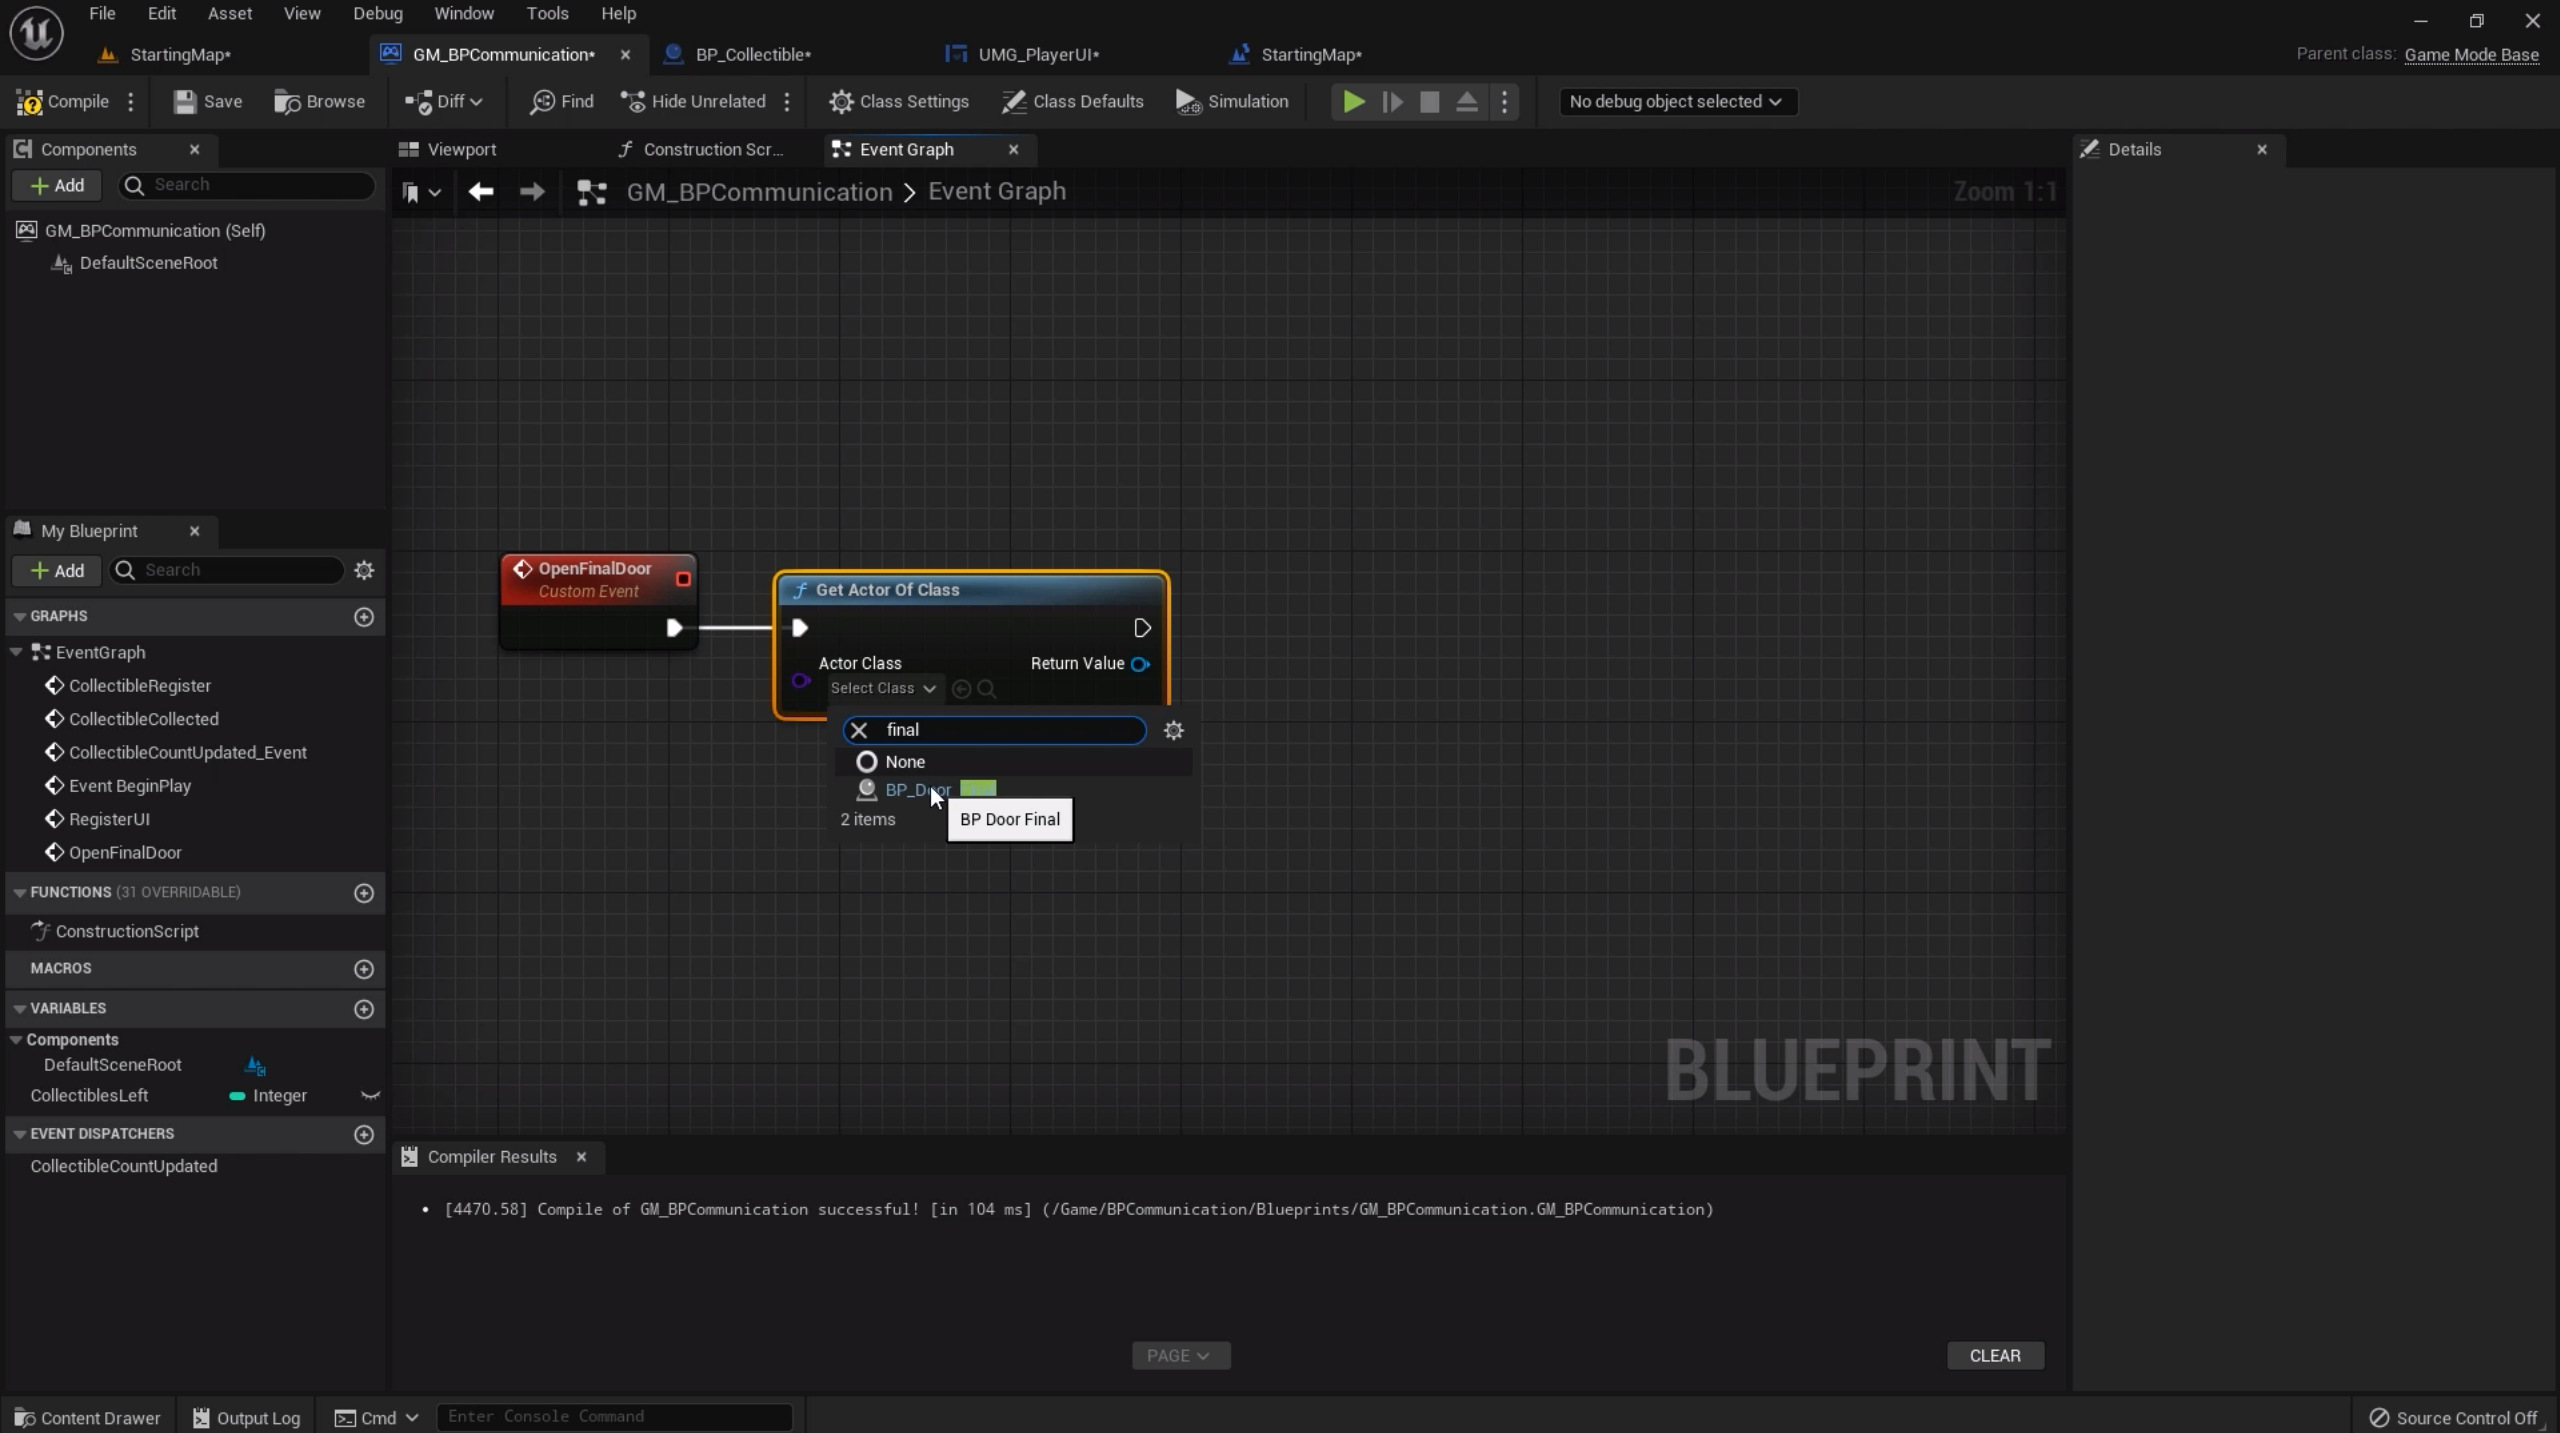 File Edit Asset View Debug Window Tools Help
StartingMap* GM_BPCommunication* BP_Collectible* UMG_PlayerUI* StartingMap* Parent class: Game Mode Base
Compile Save Browse Diff Find Hide Unrelated Class Settings Class Defaults Simulation No debug object selected
Components Viewport Construction Scr... Event Graph Details
Add Search GM_BPCommunication > Event Graph Zoom 1:1
GM_BPCommunication (Self)
DefaultSceneRoot
My Blueprint
Add Search
GRAPHS
EventGraph
CollectibleRegister
CollectibleCollected
CollectibleCountUpdated_Event
Event BeginPlay
RegisterUI
OpenFinalDoor
FUNCTIONS (31 OVERRIDABLE)
ConstructionScript
MACROS
VARIABLES
Components
DefaultSceneRoot
CollectiblesLeft Integer
EVENT DISPATCHERS
CollectibleCountUpdated
OpenFinalDoor
Custom Event
Get Actor Of Class
Actor Class Return Value
Select Class
final
None
BP_Door
2 items
BP Door Final
BLUEPRINT
Compiler Results
• [4470.58] Compile of GM_BPCommunication successful! [in 104 ms] (/Game/BPCommunication/Blueprints/GM_BPCommunication.GM_BPCommunication)
PAGE CLEAR
Content Drawer Output Log Cmd Enter Console Command Source Control Off